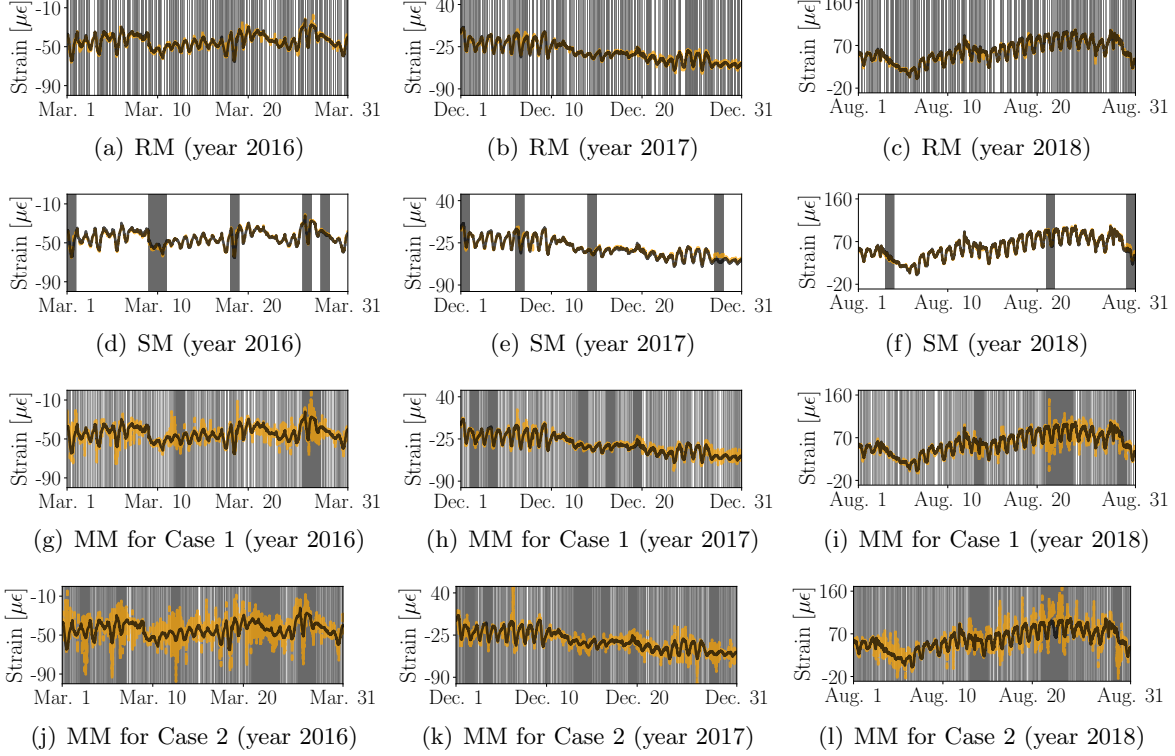 Strain [µϵ]
-10
-50
-90
Mar. 1
Mar. 10
Mar. 20
Mar. 31
(a) RM (year 2016)
40
-25
-90
Dec. 1
Dec. 10
Dec. 20
Dec. 31
(b) RM (year 2017)
Strain [µϵ]
160
70
-20
Aug. 1
Aug. 10
Aug. 20
Aug. 31
(c) RM (year 2018)
Strain [µϵ]
-10
-50
-90
Mar. 1
Mar. 10
Mar. 20
Mar. 31
(d) SM (year 2016)
Strain [µϵ]
40
-25
-90
Dec. 1
Dec. 10
Dec. 20
Dec. 31
(e) SM (year 2017)
Strain [µϵ]
160
70
-20
Aug. 1
Aug. 10
Aug. 20
Aug. 31
(f) SM (year 2018)
Strain [µϵ]
-10
-50
-90
Mar. 1
Mar. 10
Mar. 20
Mar. 31
(g) MM for Case 1 (year 2016)
Strain [µϵ]
40
-25
-90
Dec. 1
Dec. 10
Dec. 20
Dec. 31
(h) MM for Case 1 (year 2017)
Strain [µϵ]
160
70
-20
Aug. 1
Aug. 10
Aug. 20
Aug. 31
(i) MM for Case 1 (year 2018)
Strain [µϵ]
-10
-50
-90
Mar. 1
Mar. 10
Mar. 20
Mar. 31
(j) MM for Case 2 (year 2016)
Strain [µϵ]
40
-25
-90
Dec. 1
Dec. 10
Dec. 20
Dec. 31
(k) MM for Case 2 (year 2017)
Strain [µϵ]
160
70
-20
Aug. 1
Aug. 10
Aug. 20
Aug. 31
(l) MM for Case 2 (year 2018)